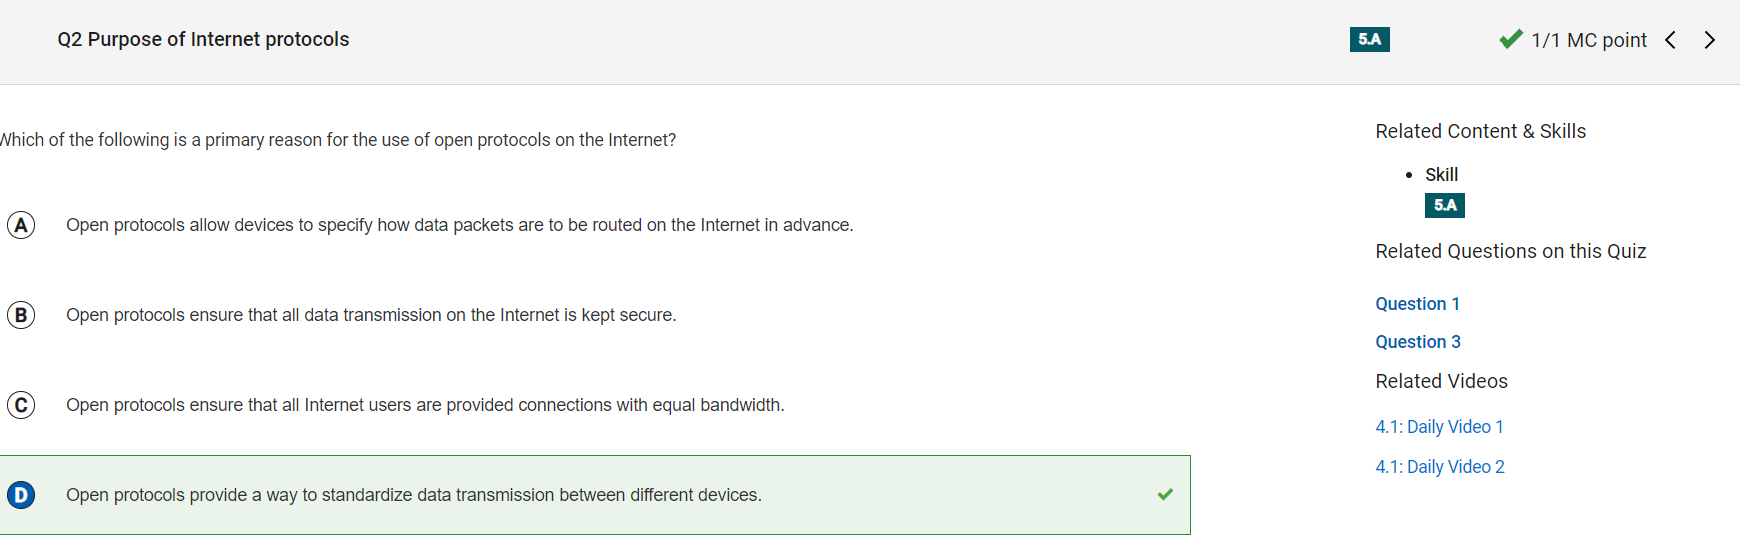 Q2 Purpose of Internet protocols
5.A
1/1 MC point
Which of the following is a primary reason for the use of open protocols on the Internet?
A Open protocols allow devices to specify how data packets are to be routed on the Internet in advance.
B Open protocols ensure that all data transmission on the Internet is kept secure.
C Open protocols ensure that all Internet users are provided connections with equal bandwidth.
D Open protocols provide a way to standardize data transmission between different devices.
Related Content & Skills
• Skill
5.A
Related Questions on this Quiz
Question 1
Question 3
Related Videos
4.1: Daily Video 1
4.1: Daily Video 2